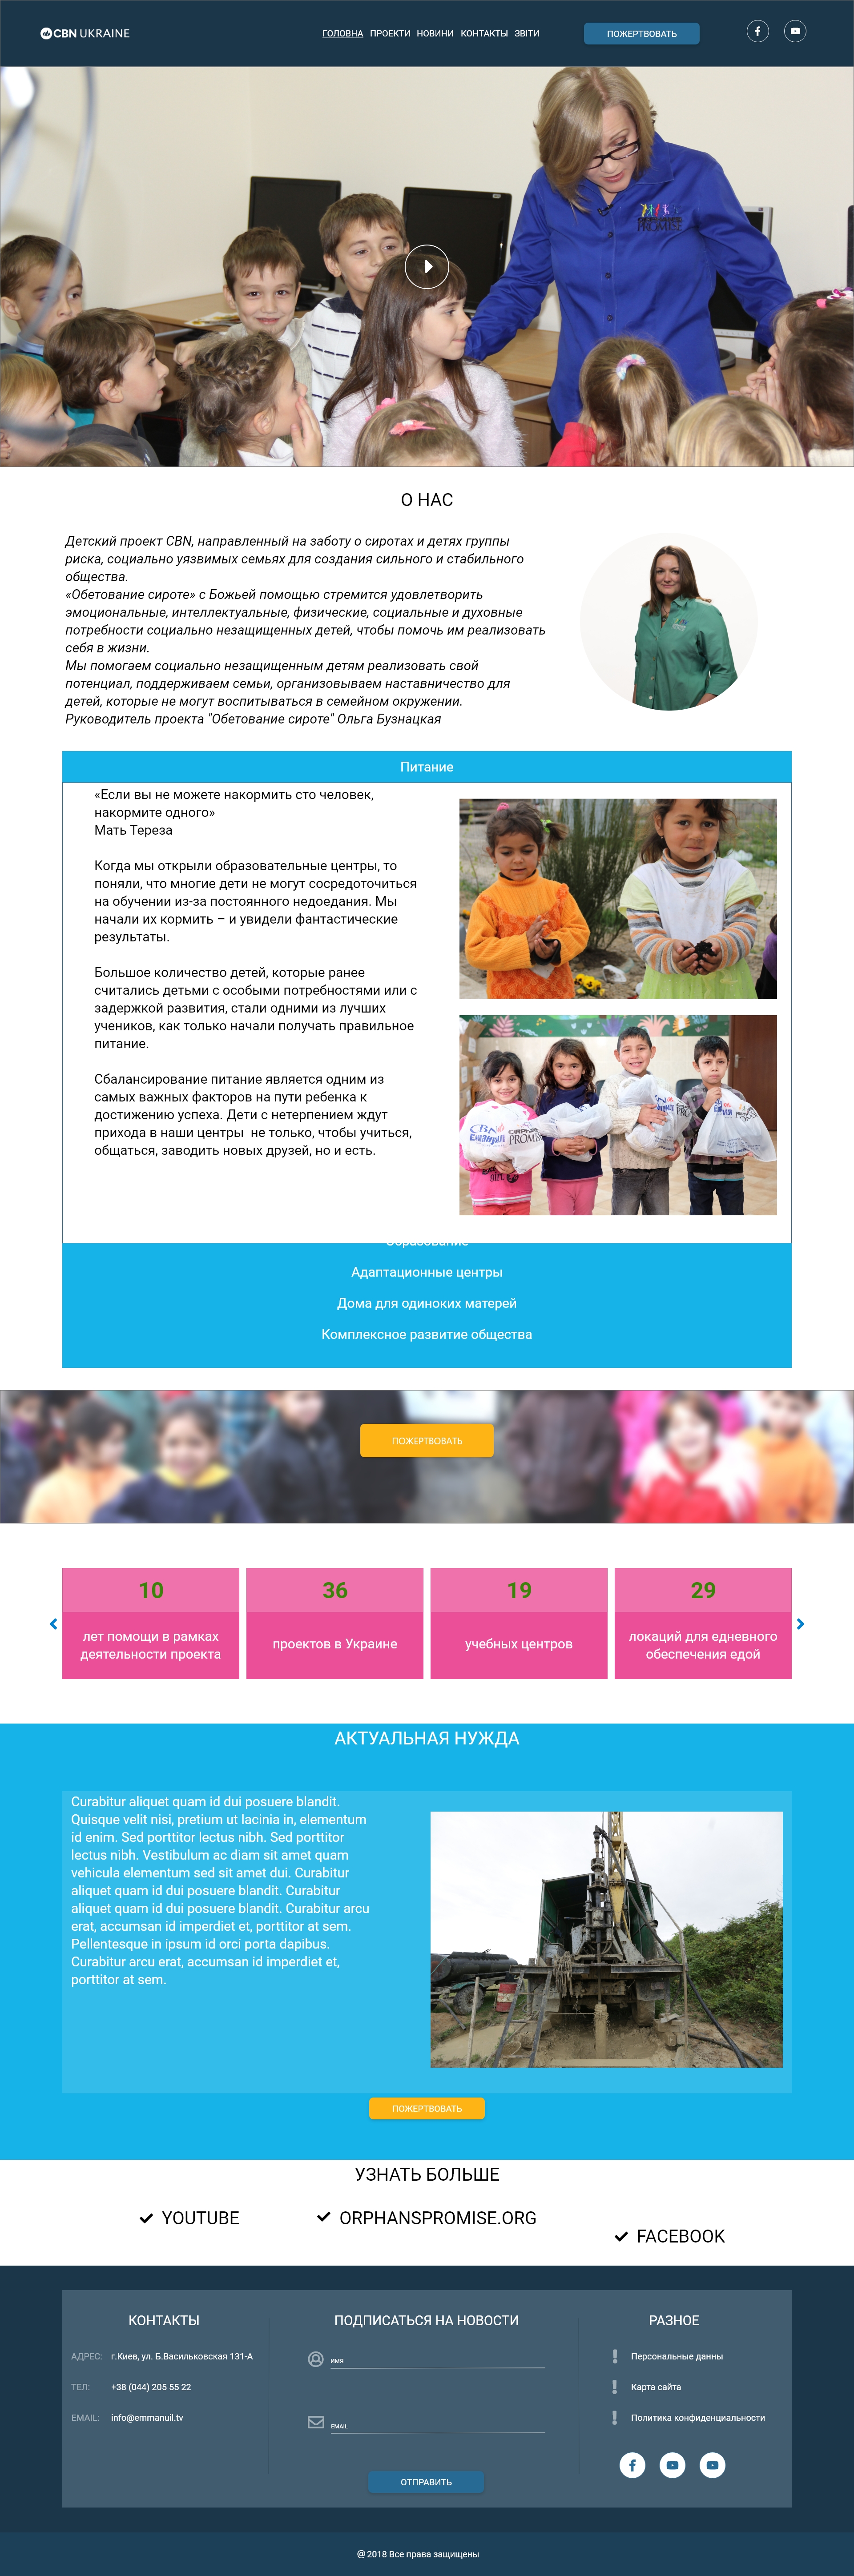 CBN UKRAINE
ГОЛОВНА ПРОЕКТИ НОВИНИ КОНТАКТЫ ЗВІТИ
ПОЖЕРТВОВАТЬ
PROMISE
О НАС
Детский проект CBN, направленный на заботу о сиротах и детях группы
риска, социально уязвимых семьях для создания сильного и стабильного
общества.
«Обетование сироте» с Божьей помощью стремится удовлетворить
эмоциональные, интеллектуальные, физические, социальные и духовные
потребности социально незащищенных детей, чтобы помочь им реализовать
себя в жизни.
Мы помогаем социально незащищенным детям реализовать свой
потенциал, поддерживаем семьи, организовываем наставничество для
детей, которые не могут воспитываться в семейном окружении.
Руководитель проекта "Обетование сироте" Ольга Бузнацкая
Питание
«Если вы не можете накормить сто человек,
накормите одного»
Мать Тереза
Когда мы открыли образовательные центры, то
поняли, что многие дети не могут сосредоточиться
на обучении из-за постоянного недоедания. Мы
начали их кормить – и увидели фантастические
результаты.
Большое количество детей, которые ранее
считались детьми с особыми потребностями или с
задержкой развития, стали одними из лучших
учеников, как только начали получать правильное
питание.
Сбалансирование питание является одним из
самых важных факторов на пути ребенка к
достижению успеха. Дети с нетерпением ждут
прихода в наши центры не только, чтобы учиться,
общаться, заводить новых друзей, но и есть.
CBN
PROMISE
Образование
Адаптационные центры
Дома для одиноких матерей
Комплексное развитие общества
ПОЖЕРТВОВАТЬ
10
лет помощи в рамках
деятельности проекта
36
проектов в Украине
19
учебных центров
29
локаций для едневного
обеспечения едой
АКТУАЛЬНАЯ НУЖДА
Curabitur aliquet quam id dui posuere blandit.
Quisque velit nisi, pretium ut lacinia in, elementum
id enim. Sed porttitor lectus nibh. Sed porttitor
lectus nibh. Vestibulum ac diam sit amet quam
vehicula elementum sed sit amet dui. Curabitur
aliquet quam id dui posuere blandit. Curabitur
aliquet quam id dui posuere blandit. Curabitur arcu
erat, accumsan id imperdiet et, porttitor at sem.
Pellentesque in ipsum id orci porta dapibus.
Curabitur arcu erat, accumsan id imperdiet et,
porttitor at sem.
ПОЖЕРТВОВАТЬ
УЗНАТЬ БОЛЬШЕ
YOUTUBE
ORPHANSPROMISE.ORG
FACEBOOK
КОНТАКТЫ
АДРЕС: г.Киев, ул. Б.Васильковская 131-А
ТЕЛ: +38 (044) 205 55 22
EMAIL: info@emmanuil.tv
ПОДПИСАТЬСЯ НА НОВОСТИ
ИМЯ
EMAIL
ОТПРАВИТЬ
РАЗНОЕ
Персональные данны
Карта сайта
Политика конфиденциальности
@ 2018 Все права защищены